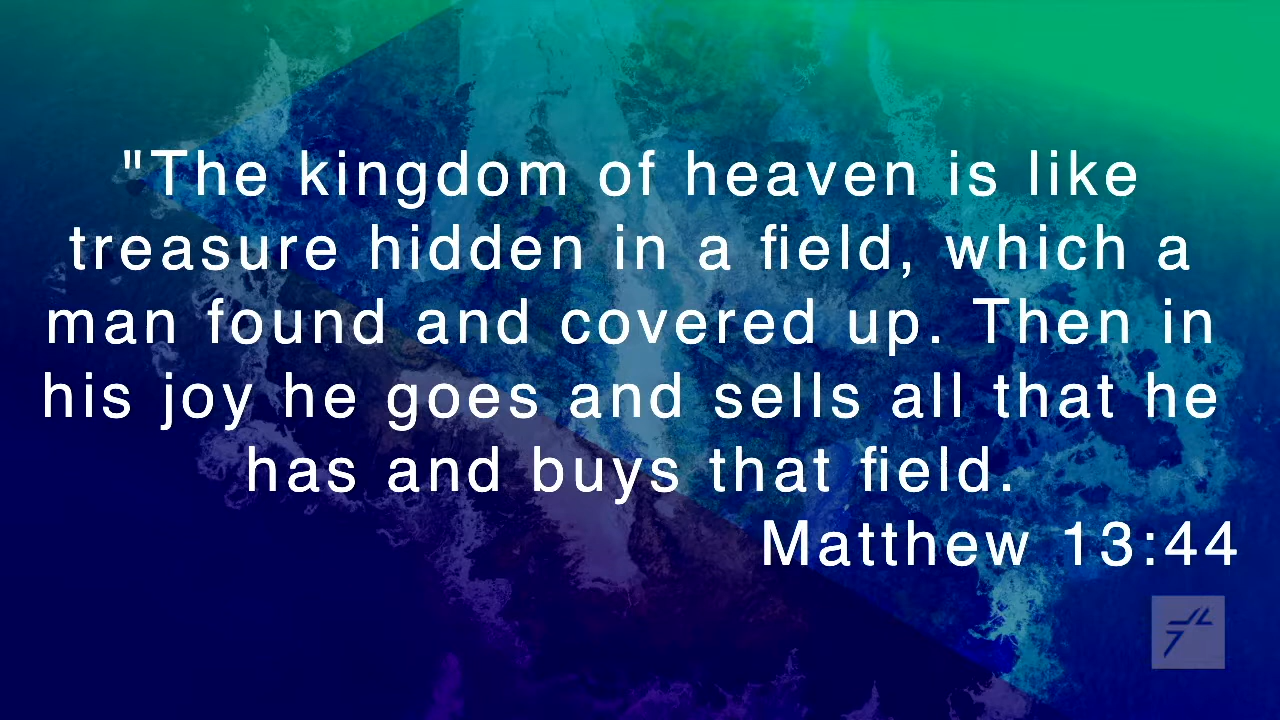 "The kingdom of heaven is like
treasure hidden in a field, which a
man found and covered up. Then in
his joy he goes and sells all that he
has and buys that field.
Matthew 13:44